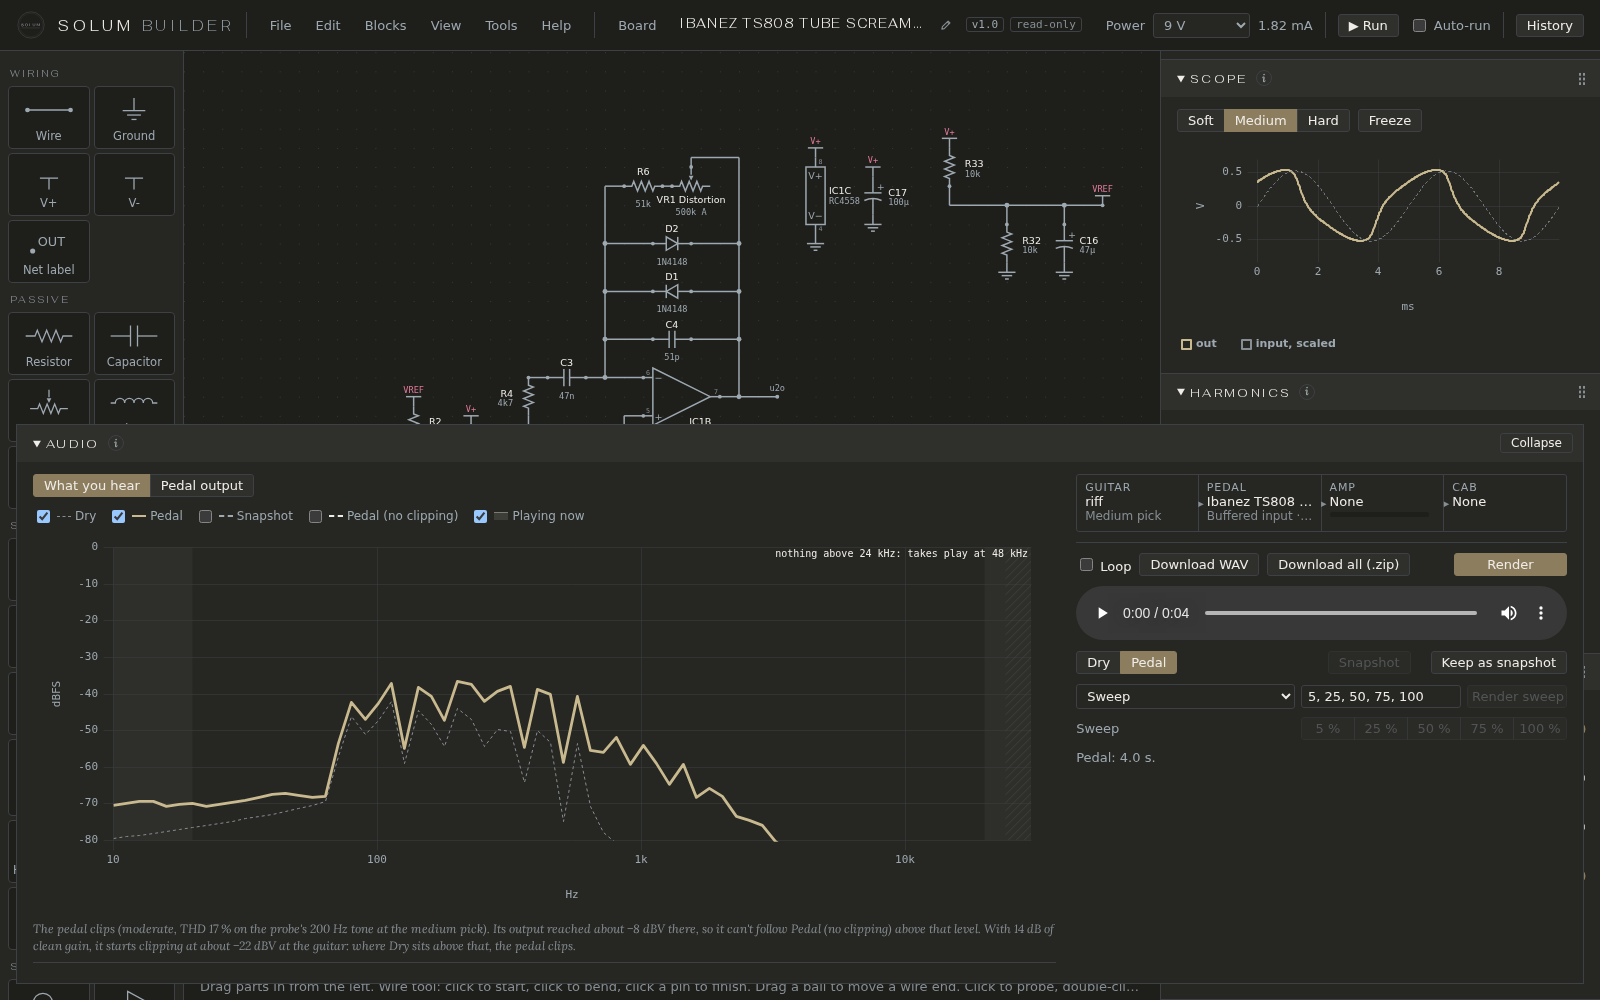 SOLUM BUILDER
File Edit Blocks View Tools Help
Board IBANEZ TS808 TUBE SCREAM... v1.0 read-only
Power 9 V 1.82 mA
▶ Run Auto-run History
WIRING
Wire Ground
V+ V-
OUT
Net label
PASSIVE
Resistor Capacitor
R6
51k
VR1 Distortion
500k A
D2
1N4148
D1
1N4148
C4
51p
C3
47n
R4
4k7
VREF
R2
V+
6
5
7
IC1B
u2o
V+
8
V+
V−
4
IC1C
RC4558
V+
C17
100µ
V+
R33
10k
VREF
R32
10k
C16
47µ
SCOPE
Soft Medium Hard Freeze
0.5
0
-0.5
V
0 2 4 6 8
ms
out input, scaled
HARMONICS
AUDIO
Collapse
What you hear Pedal output
Dry Pedal Snapshot Pedal (no clipping) Playing now
nothing above 24 kHz: takes play at 48 kHz
0
-10
-20
-30
-40
-50
-60
-70
-80
dBFS
10 100 1k 10k
Hz
The pedal clips (moderate, THD 17 % on the probe's 200 Hz tone at the medium pick). Its output reached about −8 dBV there, so it can't follow Pedal (no clipping) above that level. With 14 dB of
clean gain, it starts clipping at about −22 dBV at the guitar: where Dry sits above that, the pedal clips.
GUITAR PEDAL AMP CAB
riff Ibanez TS808 ... None None
Medium pick Buffered input ·...
Loop Download WAV Download all (.zip) Render
0:00 / 0:04
Dry Pedal Snapshot Keep as snapshot
Sweep 5, 25, 50, 75, 100 Render sweep
Sweep 5 % 25 % 50 % 75 % 100 %
Pedal: 4.0 s.
Drag parts in from the left. Wire tool: click to start, click to bend, click a pin to finish. Drag a ball to move a wire end. Click to probe, double-cli...